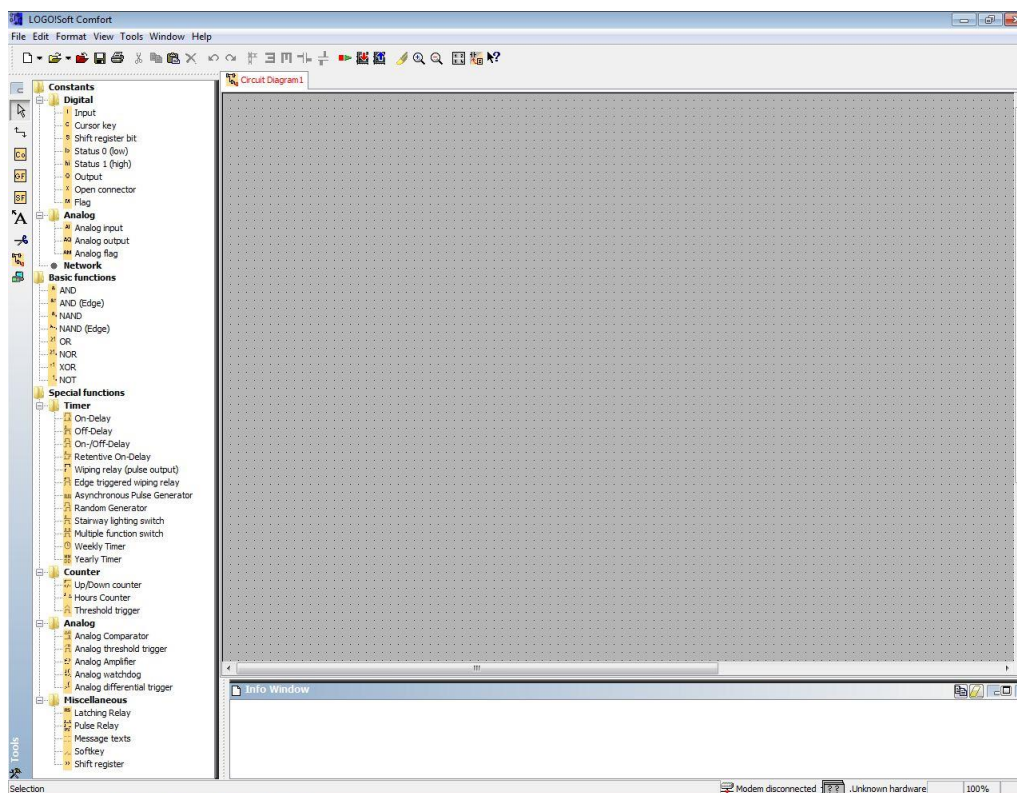 LOGO!Soft Comfort
File Edit Format View Tools Window Help
Circuit Diagram1
Constants
Digital
Input
Cursor key
Shift register bit
Status 0 (low)
Status 1 (high)
Output
Open connector
Flag
Analog
Analog input
Analog output
Analog flag
Network
Basic functions
AND
AND (Edge)
NAND
NAND (Edge)
OR
NOR
XOR
NOT
Special functions
Timer
On-Delay
Off-Delay
On-/Off-Delay
Retentive On-Delay
Wiping relay (pulse output)
Edge triggered wiping relay
Asynchronous Pulse Generator
Random Generator
Stairway lighting switch
Multiple function switch
Weekly Timer
Yearly Timer
Counter
Up/Down counter
Hours Counter
Threshold trigger
Analog
Analog Comparator
Analog threshold trigger
Analog Amplifier
Analog watchdog
Analog differential trigger
Miscellaneous
Latching Relay
Pulse Relay
Message texts
Softkey
Shift register
Co
GF
SF
A
Tools
Info Window
Selection
Modem disconnected
? ?
.Unknown hardware
100%